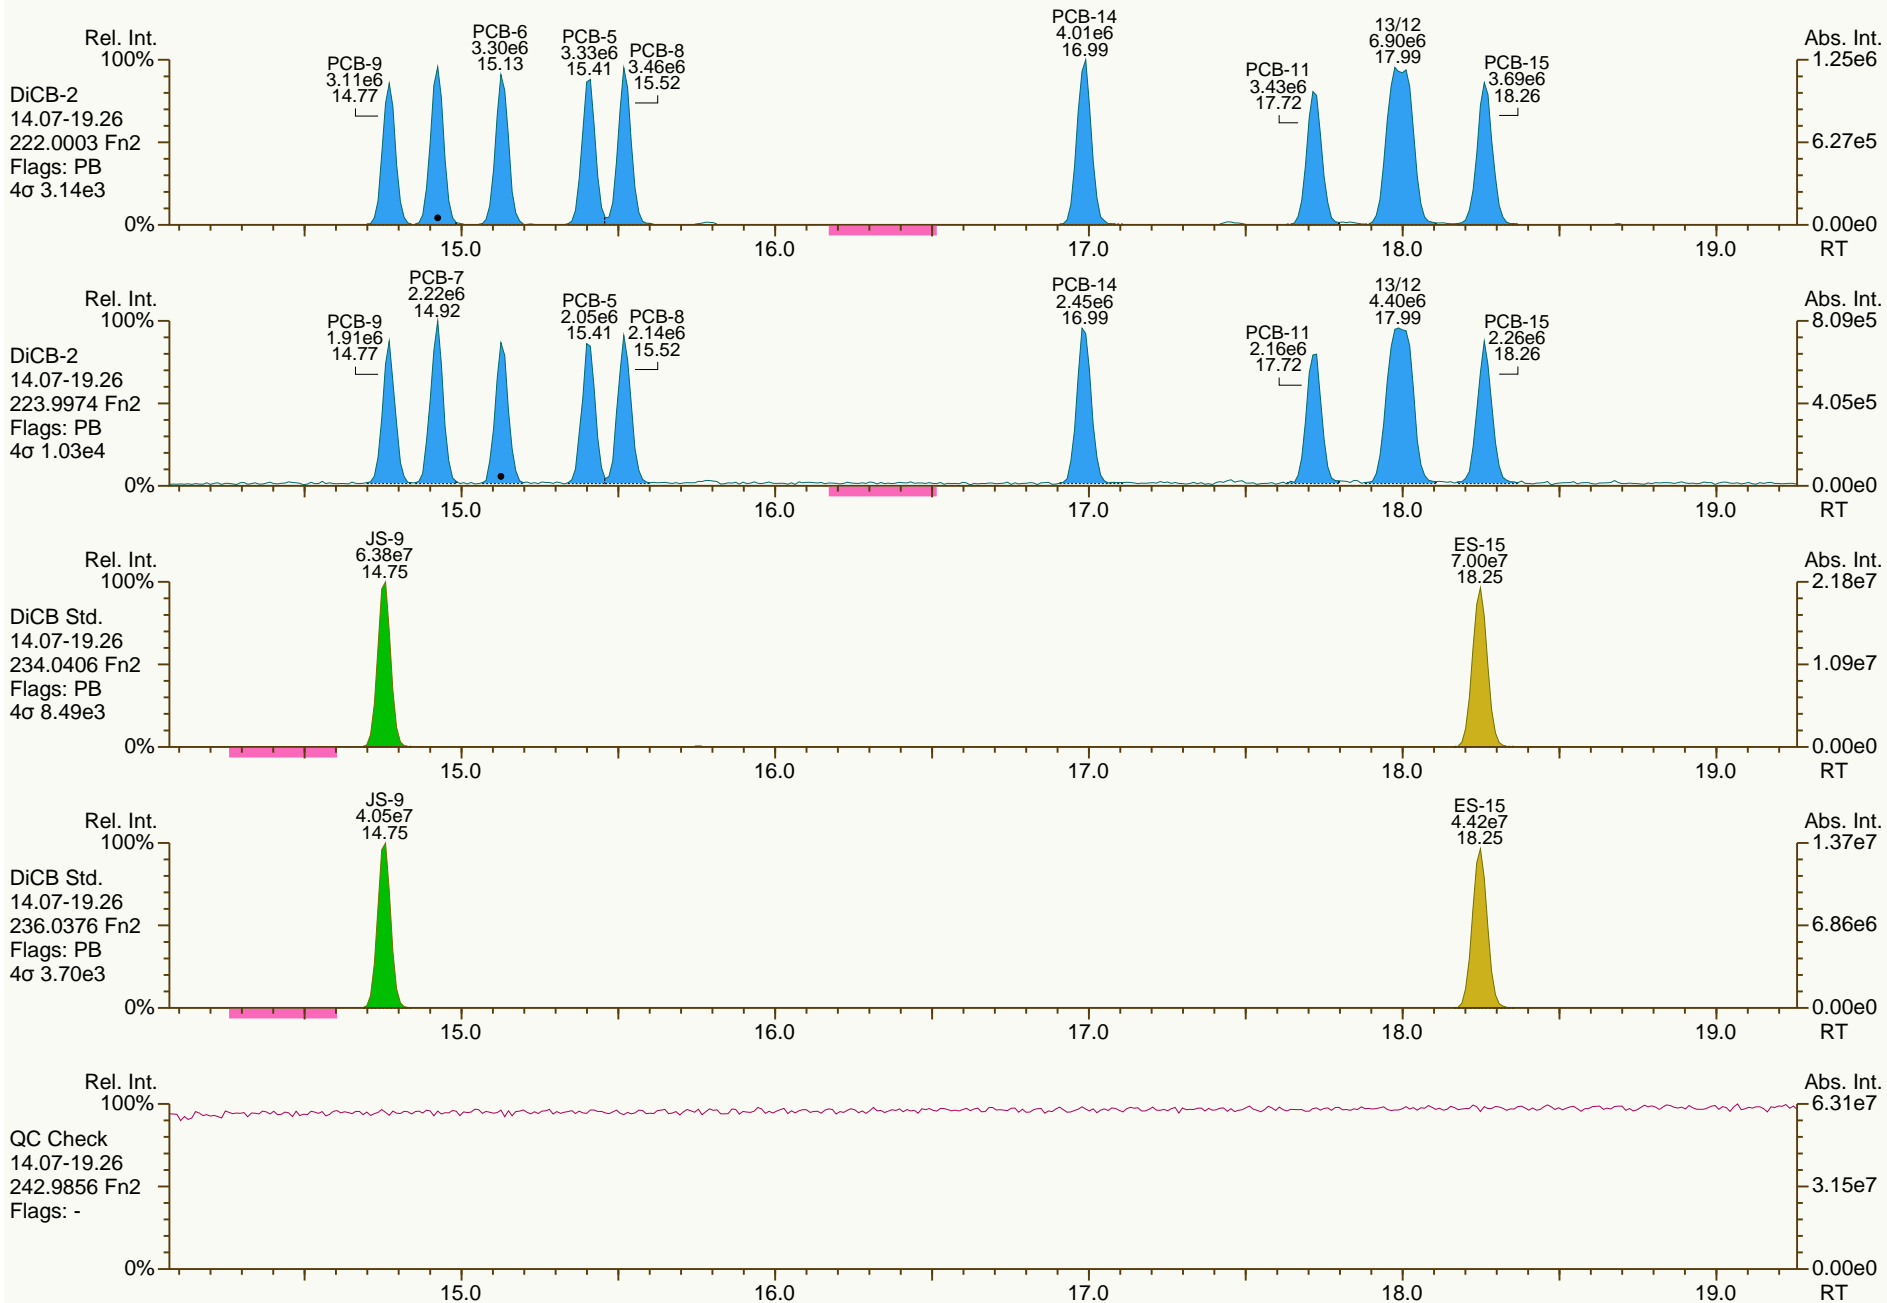 Rel. Int.
100%
0%
DiCB-2
14.07-19.26
222.0003 Fn2
Flags: PB
4σ 3.14e3
PCB-9
3.11e6
14.77
PCB-6
3.30e6
15.13
PCB-5
3.33e6
15.41
PCB-8
3.46e6
15.52
PCB-14
4.01e6
16.99
PCB-11
3.43e6
17.72
13/12
6.90e6
17.99
PCB-15
3.69e6
18.26
Abs. Int.
1.25e6
6.27e5
0.00e0
15.0 16.0 17.0 18.0 19.0 RT
Rel. Int.
100%
0%
DiCB-2
14.07-19.26
223.9974 Fn2
Flags: PB
4σ 1.03e4
PCB-9
1.91e6
14.77
PCB-7
2.22e6
14.92
PCB-5
2.05e6
15.41
PCB-8
2.14e6
15.52
PCB-14
2.45e6
16.99
PCB-11
2.16e6
17.72
13/12
4.40e6
17.99
PCB-15
2.26e6
18.26
Abs. Int.
8.09e5
4.05e5
0.00e0
15.0 16.0 17.0 18.0 19.0 RT
Rel. Int.
100%
0%
DiCB Std.
14.07-19.26
234.0406 Fn2
Flags: PB
4σ 8.49e3
JS-9
6.38e7
14.75
ES-15
7.00e7
18.25
Abs. Int.
2.18e7
1.09e7
0.00e0
15.0 16.0 17.0 18.0 19.0 RT
Rel. Int.
100%
0%
DiCB Std.
14.07-19.26
236.0376 Fn2
Flags: PB
4σ 3.70e3
JS-9
4.05e7
14.75
ES-15
4.42e7
18.25
Abs. Int.
1.37e7
6.86e6
0.00e0
15.0 16.0 17.0 18.0 19.0 RT
Rel. Int.
100%
0%
QC Check
14.07-19.26
242.9856 Fn2
Flags: -
Abs. Int.
6.31e7
3.15e7
0.00e0
15.0 16.0 17.0 18.0 19.0 RT